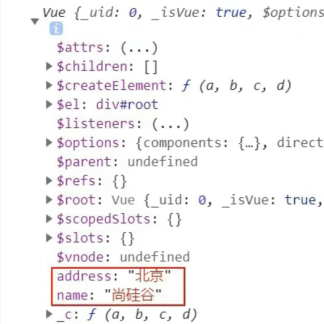 Vue {_uid: 0, _isVue: true, $options
i
$attrs: (...)
$children: []
$createElement: ƒ (a, b, c, d)
$el: div#root
$listeners: (...)
$options: {components: {…}, direct
$parent: undefined
$refs: {}
$root: Vue {_uid: 0, _isVue: true,
$scopedSlots: {}
$slots: {}
$vnode: undefined
address: "北京"
name: "尚硅谷"
_c: ƒ (a, b, c, d)